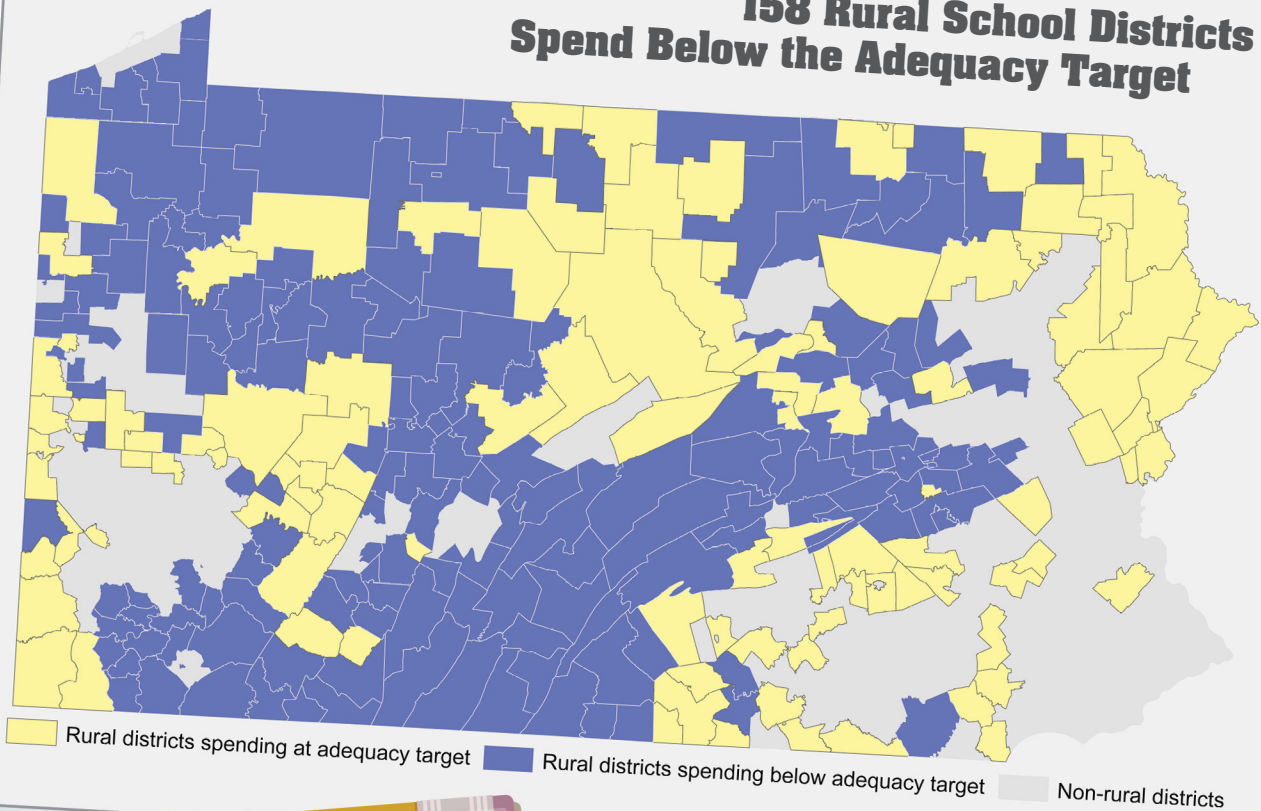 158 Rural School Districts
Spend Below the Adequacy Target
Rural districts spending at adequacy target
Rural districts spending below adequacy target
Non-rural districts